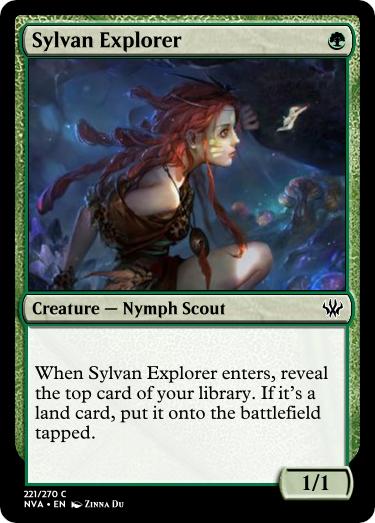 Sylvan Explorer
Creature — Nymph Scout
When Sylvan Explorer enters, reveal
the top card of your library. If it's a
land card, put it onto the battlefield
tapped.
1/1
221/270 C
NVA • EN Zinna Du